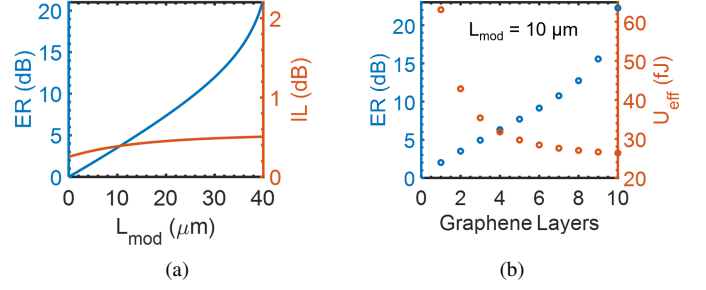 20
15
10
5
0
ER (dB)
2
1
0
IL (dB)
0 10 20 30 40
L_mod (μm)
(a)
20
15
10
5
0
ER (dB)
L_mod = 10 μm
60
50
40
30
20
U_eff (fJ)
0 2 4 6 8 10
Graphene Layers
(b)